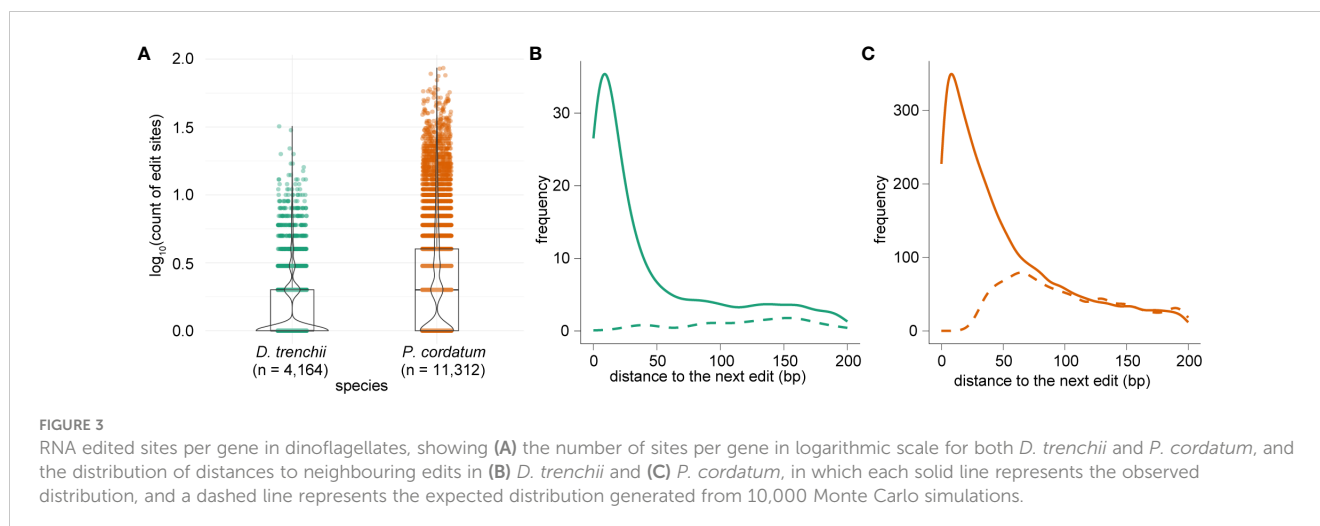 A
2.0
1.5
1.0
0.5
0.0
log10(count of edit sites)
D. trenchii
(n = 4,164)
P. cordatum
(n = 11,312)
species
B
30
20
10
0
frequency
0 50 100 150 200
distance to the next edit (bp)
C
300
200
100
0
frequency
0 50 100 150 200
distance to the next edit (bp)
FIGURE 3
RNA edited sites per gene in dinoflagellates, showing (A) the number of sites per gene in logarithmic scale for both D. trenchii and P. cordatum, and
the distribution of distances to neighbouring edits in (B) D. trenchii and (C) P. cordatum, in which each solid line represents the observed
distribution, and a dashed line represents the expected distribution generated from 10,000 Monte Carlo simulations.